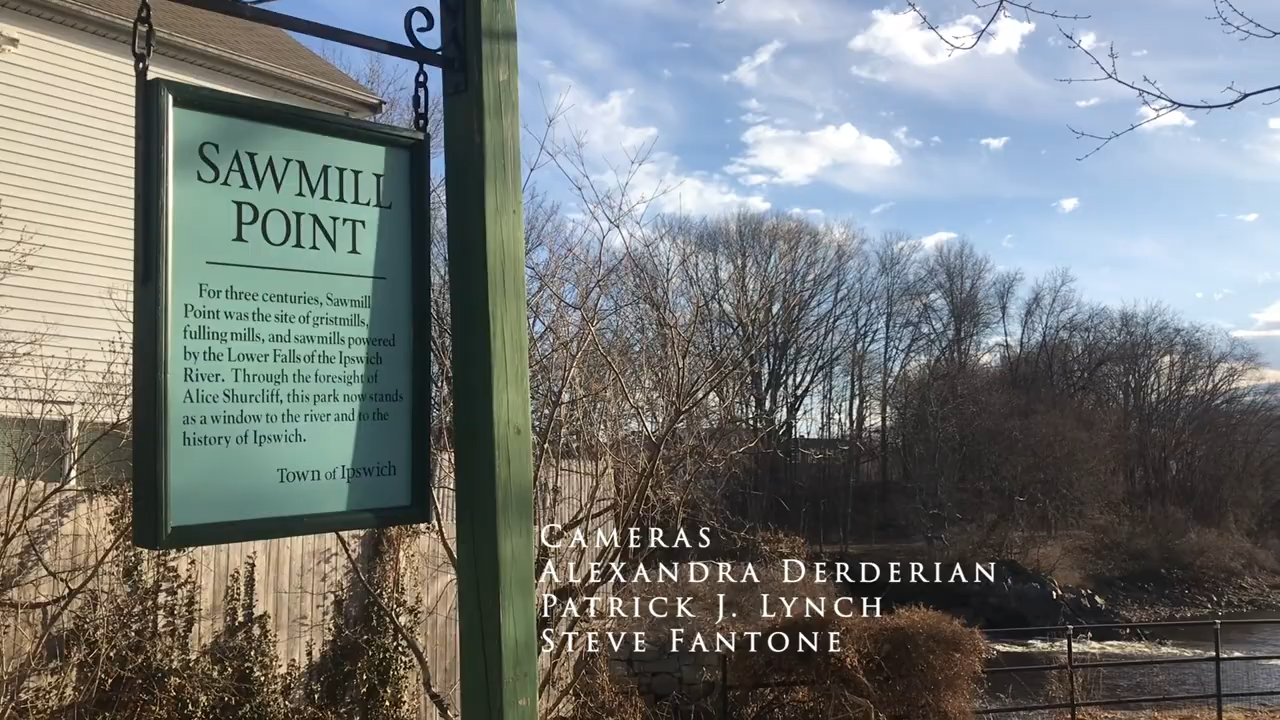 SAWMILL
POINT
For three centuries, Sawmill
Point was the site of gristmills,
fulling mills, and sawmills powered
by the Lower Falls of the Ipswich
River. Through the foresight of
Alice Shurcliff, this park now stands
as a window to the river and to the
history of Ipswich.
Town of Ipswich
Cameras
Alexandra Derderian
Patrick J. Lynch
Steve Fantone